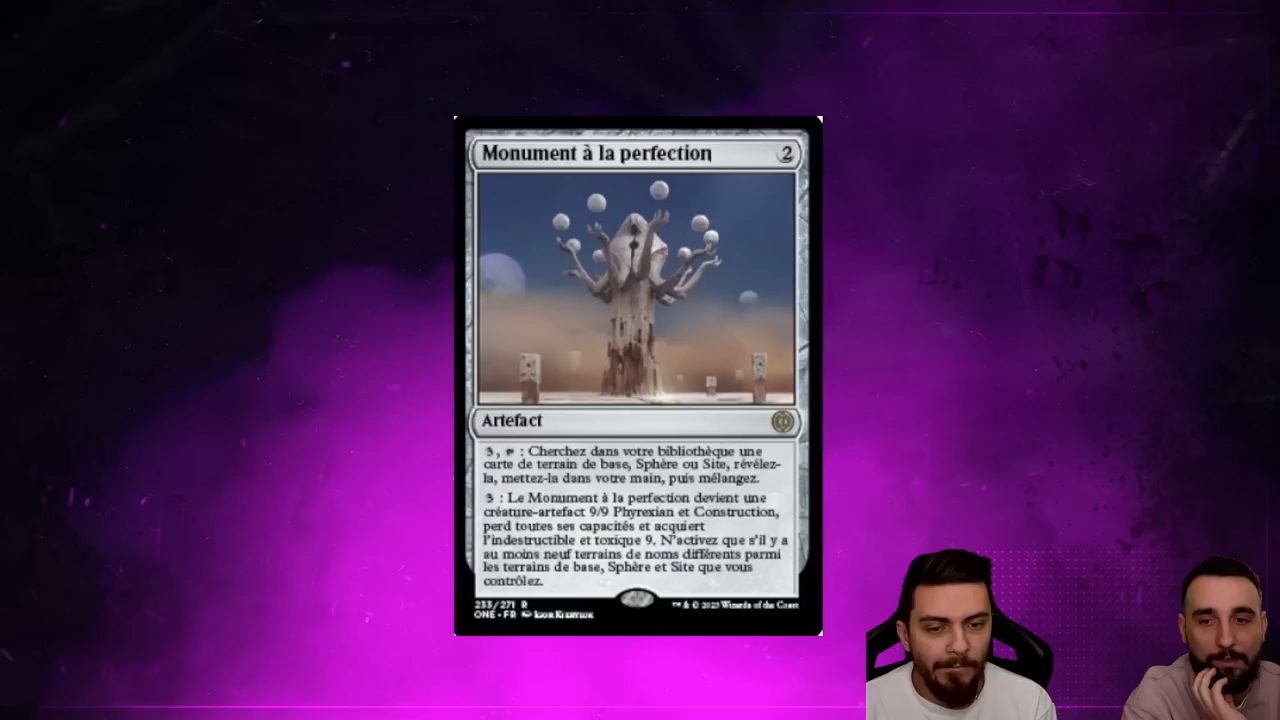 Monument à la perfection 2
Artefact
3, T : Cherchez dans votre bibliothèque une
carte de terrain de base, Sphère ou Site, révélez-
la, mettez-la dans votre main, puis mélangez.
3 : Le Monument à la perfection devient une
créature-artefact 9/9 Phyrexian et Construction,
perd toutes ses capacités et acquiert
l'indestructible et toxique 9. N'activez que s'il y a
au moins neuf terrains de noms différents parmi
les terrains de base, Sphère et Site que vous
contrôlez.
233/271 R
™ & © 2023 Wizards of the Coast
ONE • FR